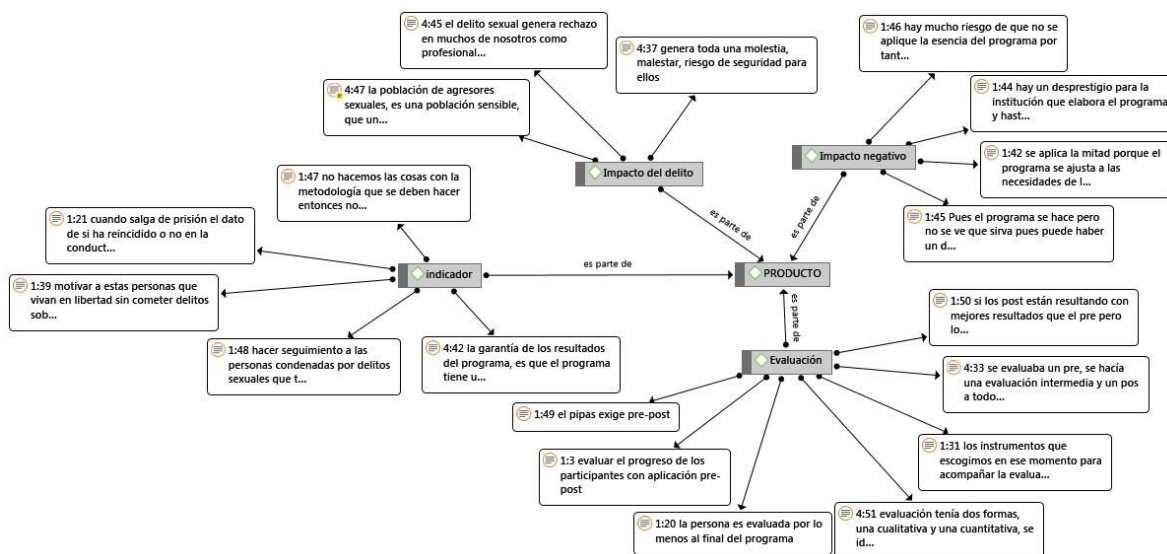 4:45 el delito sexual genera rechazo
en muchos de nosotros como
profesional...
4:37 genera toda una molestia,
malestar, riesgo de seguridad para
ellos
1:46 hay mucho riesgo de que no se
aplique la esencia del programa por
tant...
4:47 la población de agresores
sexuales, es una población sensible,
que un...
1:44 hay un desprestigio para la
institución que elabora el programa
y hast...
Impacto del delito
Impacto negativo
1:42 se aplica la mitad porque el
programa se ajusta a las
necesidades de l...
1:47 no hacemos las cosas con la
metodología que se deben hacer
entonces no...
1:45 Pues el programa se hace pero
no se ve que sirva pues puede haber
un d...
1:21 cuando salga de prisión el dato
de si ha reincidido o no en la
conduct...
es parte de
es parte de
indicador
es parte de
PRODUCTO
1:39 motivar a estas personas que
vivan en libertad sin cometer delitos
sob...
es parte de
1:50 si los post están resultando con
mejores resultados que el pre pero
lo...
1:48 hacer seguimiento a las
personas condenadas por delitos
sexuales que t...
4:42 la garantía de los resultados
del programa, es que el programa
tiene u...
Evaluación
4:33 se evaluaba un pre, se hacía
una evaluación intermedia y un pos
a todo...
1:49 el pipas exige pre-post
1:31 los instrumentos que
escogimos en ese momento para
acompañar la evalua...
1:3 evaluar el progreso de los
participantes con aplicación pre-
post
1:20 la persona es evaluada por lo
menos al final del programa
4:51 evaluación tenía dos formas,
una cualitativa y una cuantitativa, se
id...